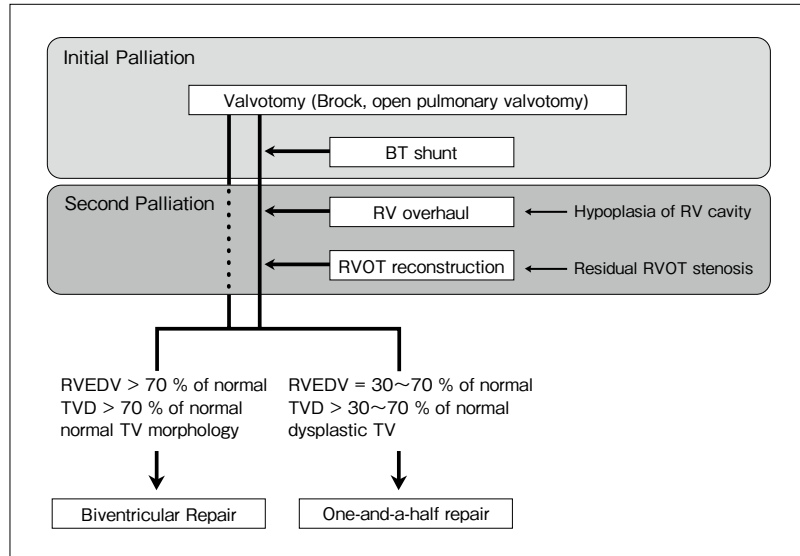 Initial Palliation
Valvotomy (Brock, open pulmonary valvotomy)
BT shunt
Second Palliation
RV overhaul
Hypoplasia of RV cavity
RVOT reconstruction
Residual RVOT stenosis
RVEDV > 70 % of normal
TVD > 70 % of normal
normal TV morphology
RVEDV = 30～70 % of normal
TVD > 30～70 % of normal
dysplastic TV
Biventricular Repair
One-and-a-half repair